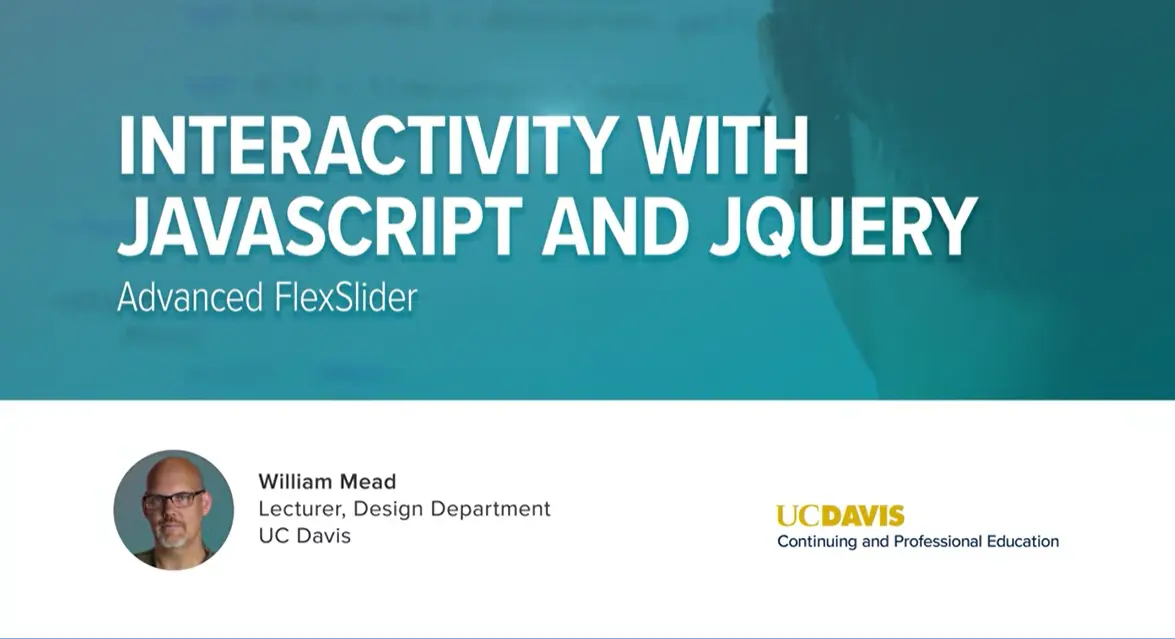 INTERACTIVITY WITH
JAVASCRIPT AND JQUERY
Advanced FlexSlider
William Mead
Lecturer, Design Department
UC Davis
UCDAVIS
Continuing and Professional Education